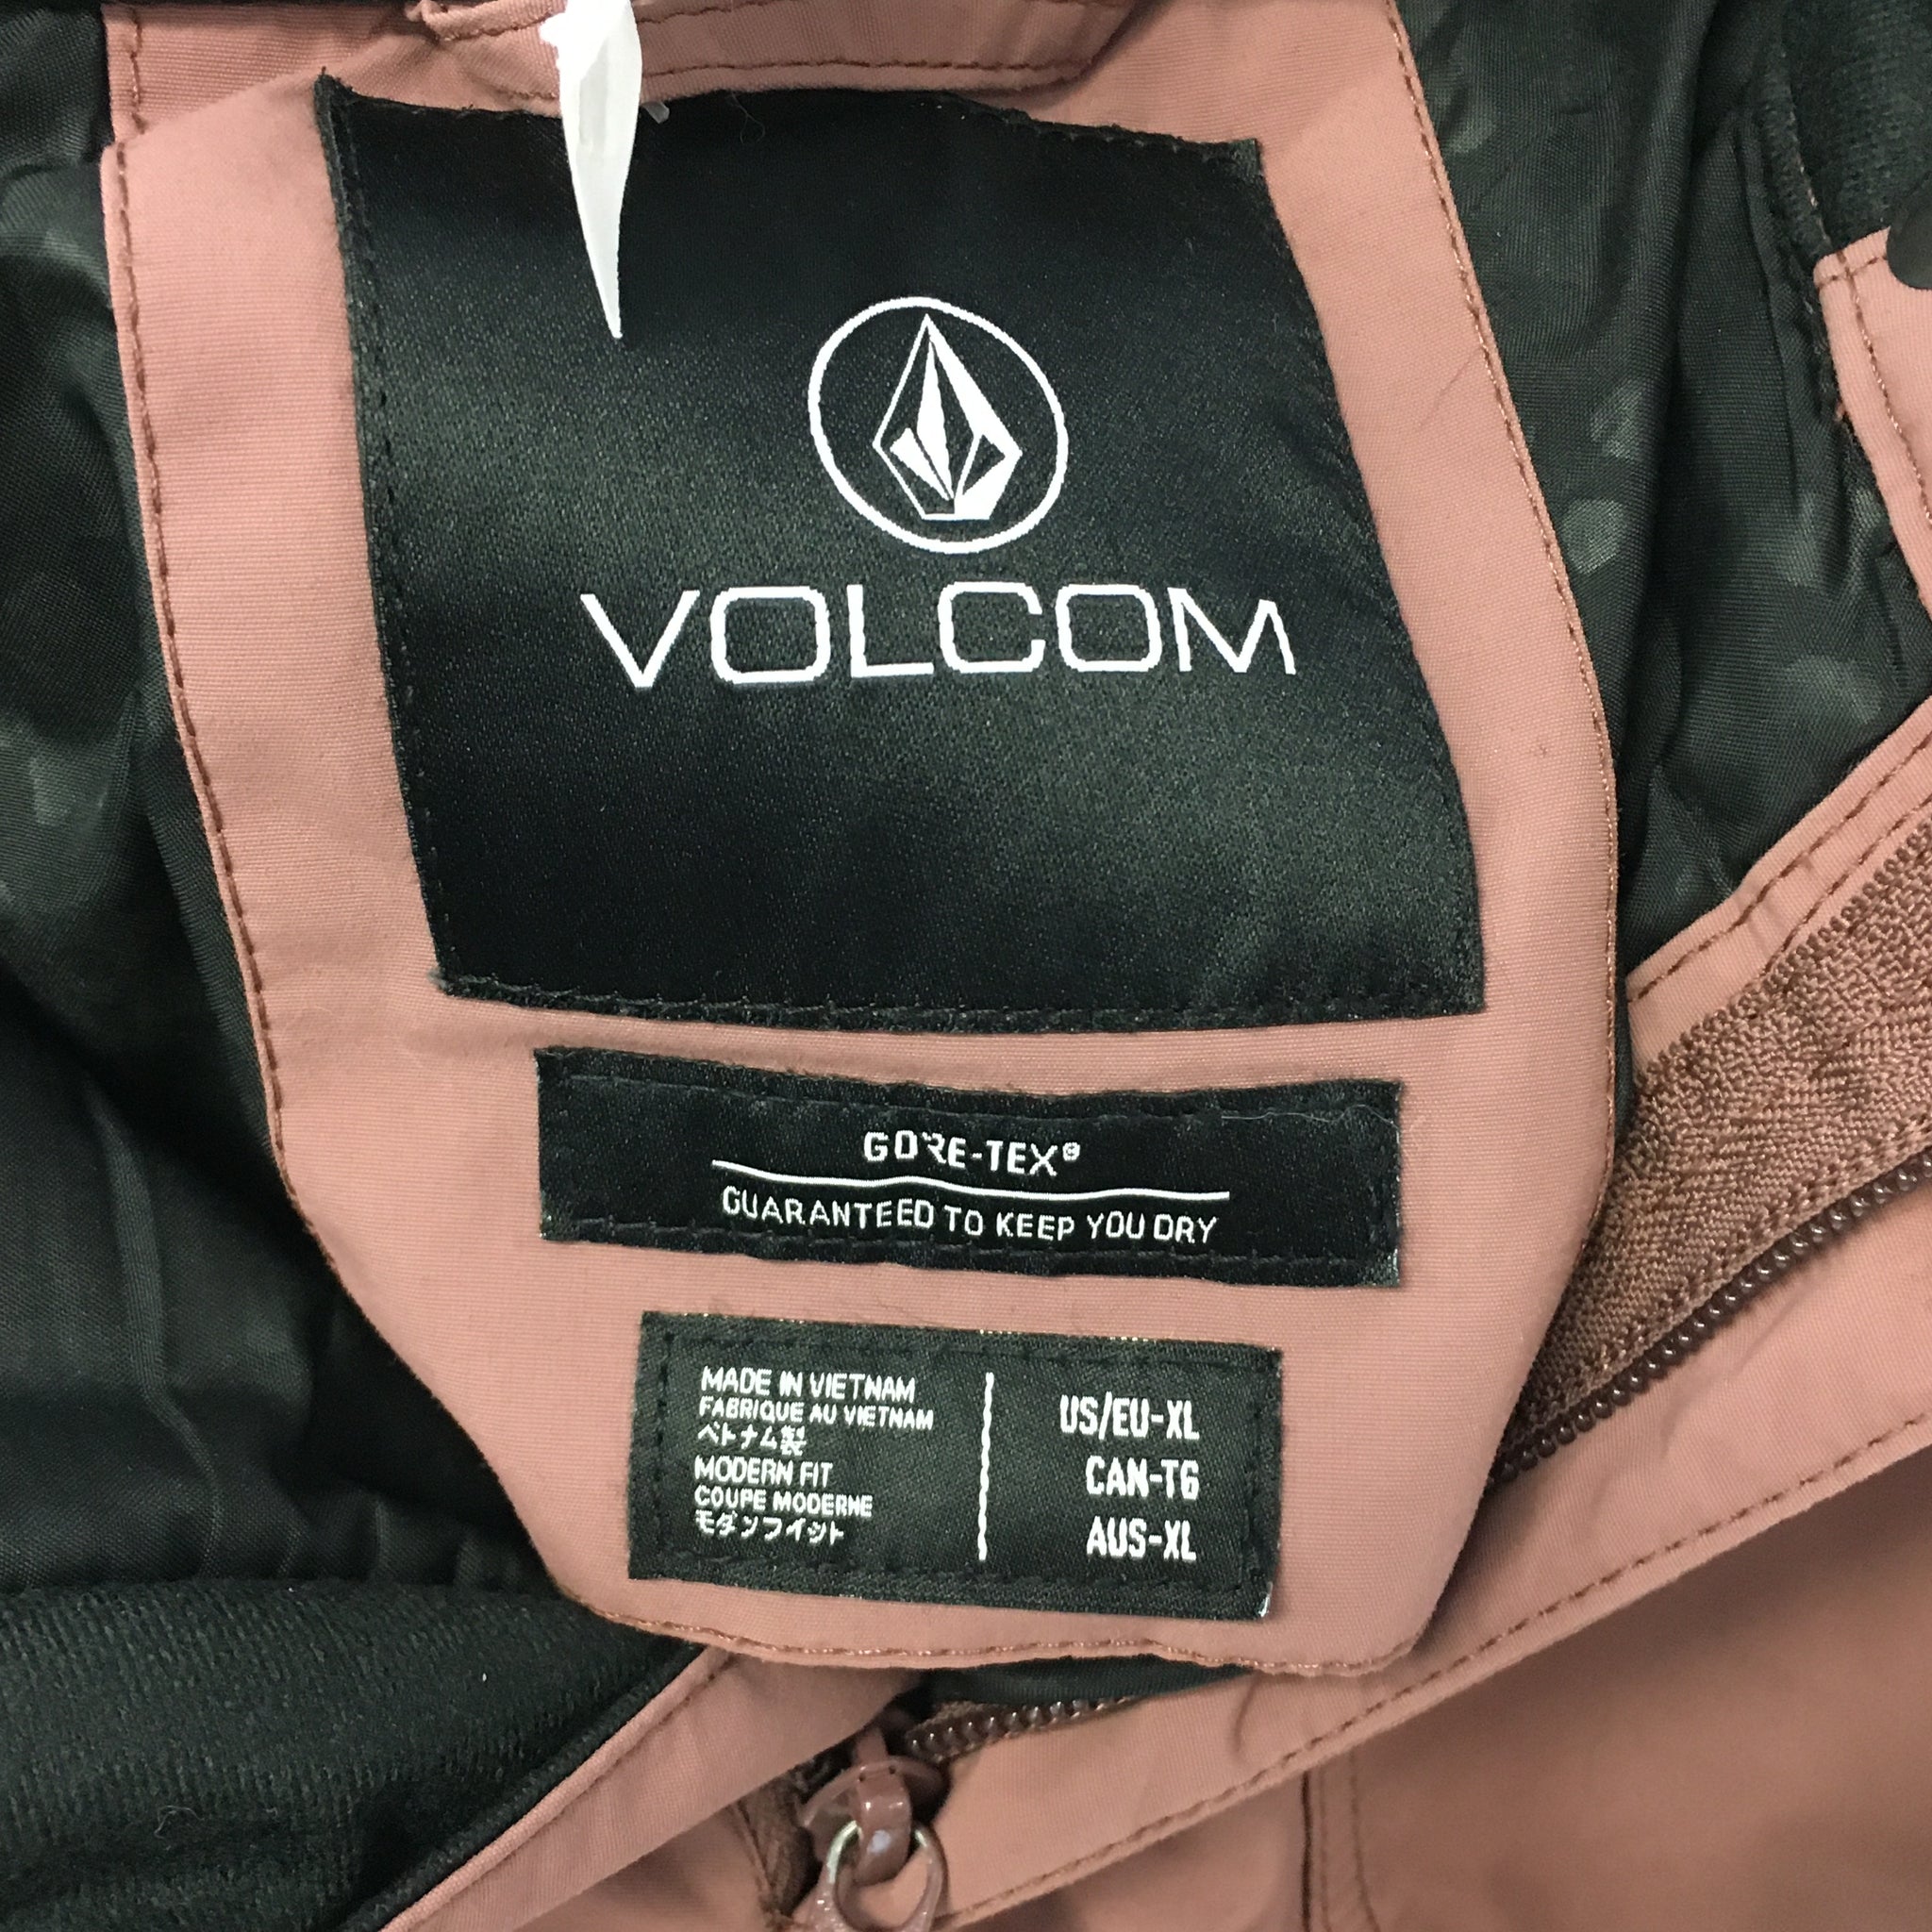 VOLCOM
GORE-TEX®
GUARANTEED TO KEEP YOU DRY
MADE IN VIETNAM
FABRIQUE AU VIETNAM
ベトナム製
MODERN FIT
COUPE MODERNE
モダンフィット
US/EU-XL
CAN-TG
AUS-XL